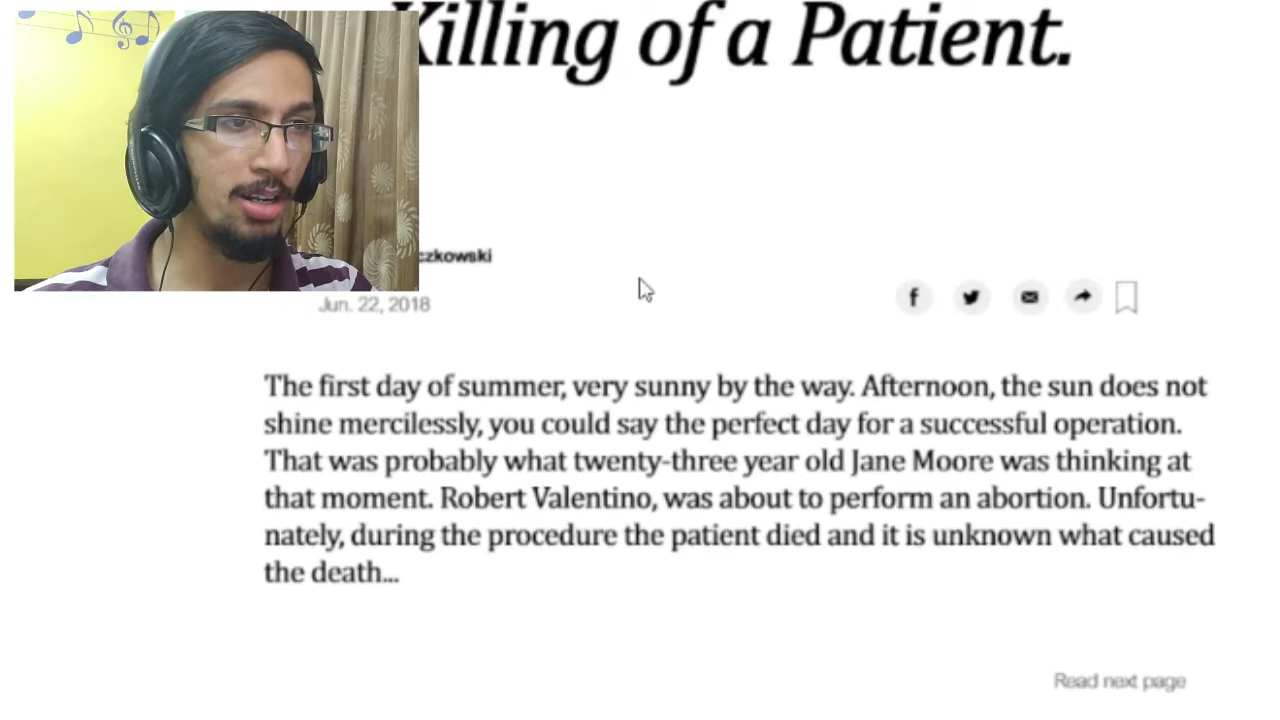 Killing of a Patient.
czkowski
Jun. 22, 2018
The first day of summer, very sunny by the way. Afternoon, the sun does not
shine mercilessly, you could say the perfect day for a successful operation.
That was probably what twenty-three year old Jane Moore was thinking at
that moment. Robert Valentino, was about to perform an abortion. Unfortu-
nately, during the procedure the patient died and it is unknown what caused
the death...
Read next page